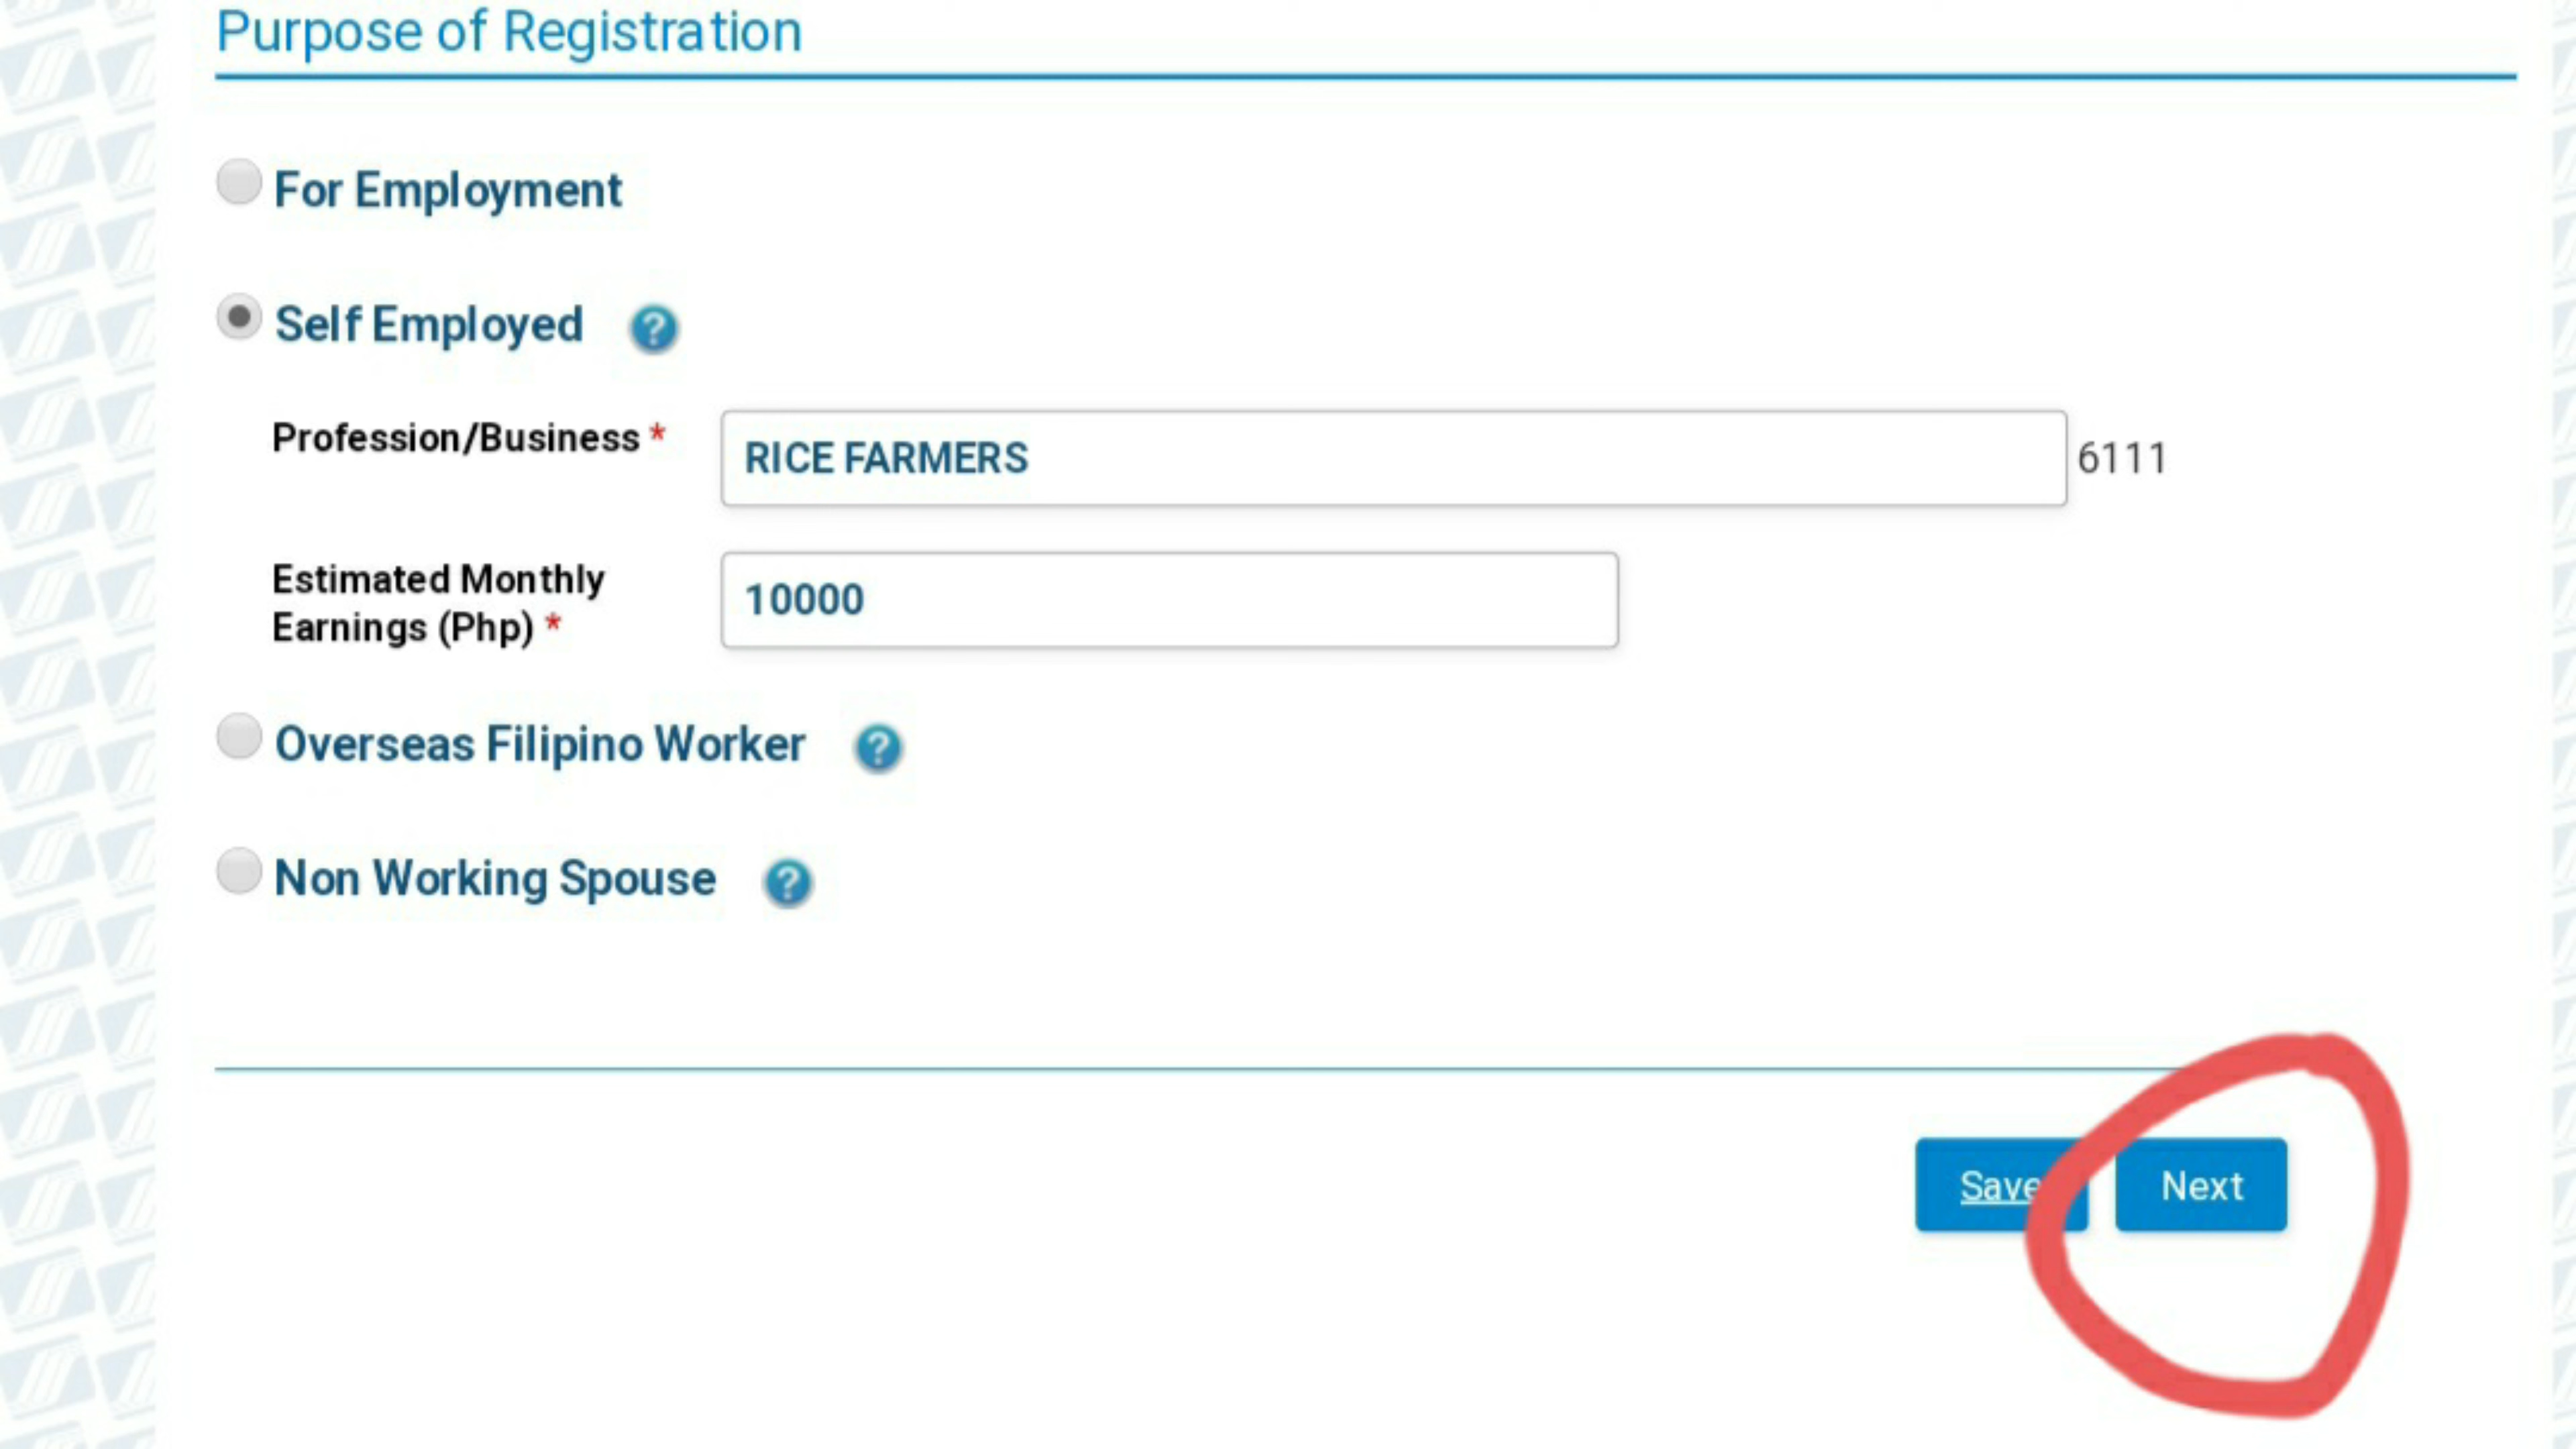 Purpose of Registration
For Employment
Self Employed ?
Profession/Business * RICE FARMERS 6111
Estimated Monthly
Earnings (Php) * 10000
Overseas Filipino Worker ?
Non Working Spouse ?
Save Next